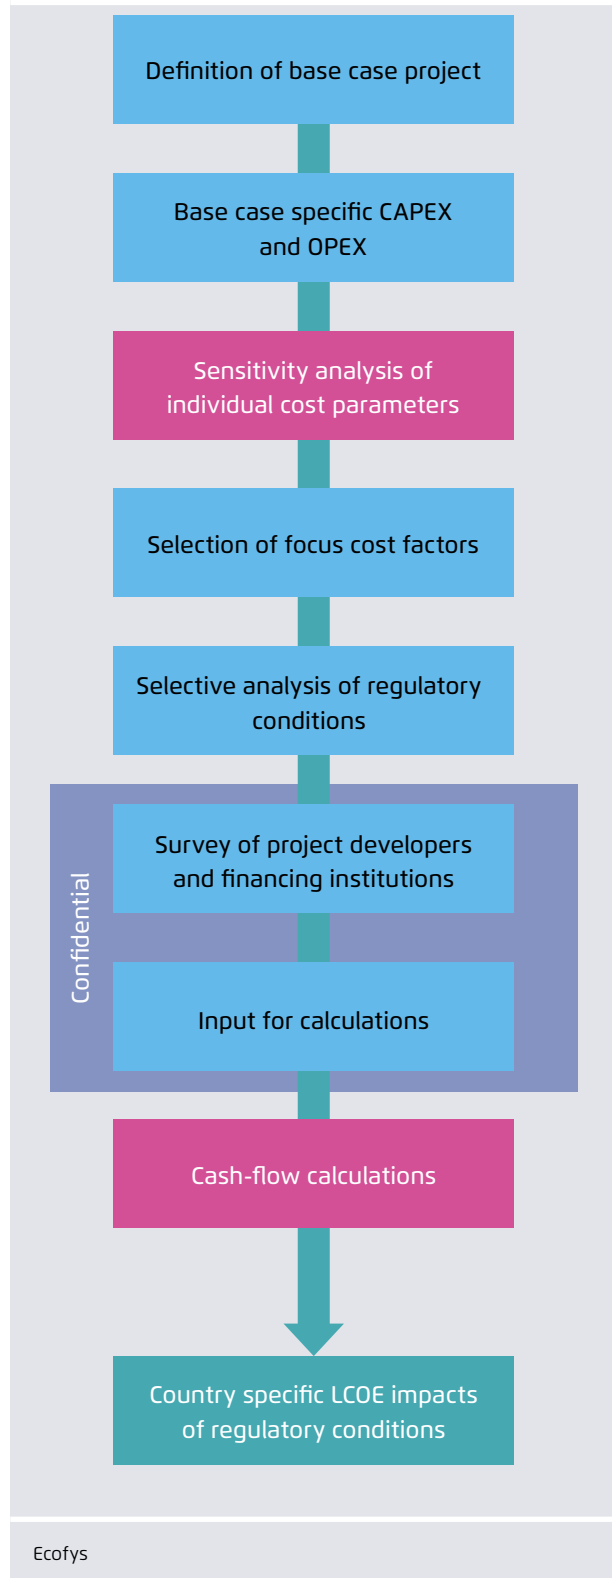 Definition of base case project
Base case specific CAPEX
and OPEX
Sensitivity analysis of
individual cost parameters
Selection of focus cost factors
Selective analysis of regulatory
conditions
Confidential
Survey of project developers
and financing institutions
Input for calculations
Cash-flow calculations
Country specific LCOE impacts
of regulatory conditions
Ecofys